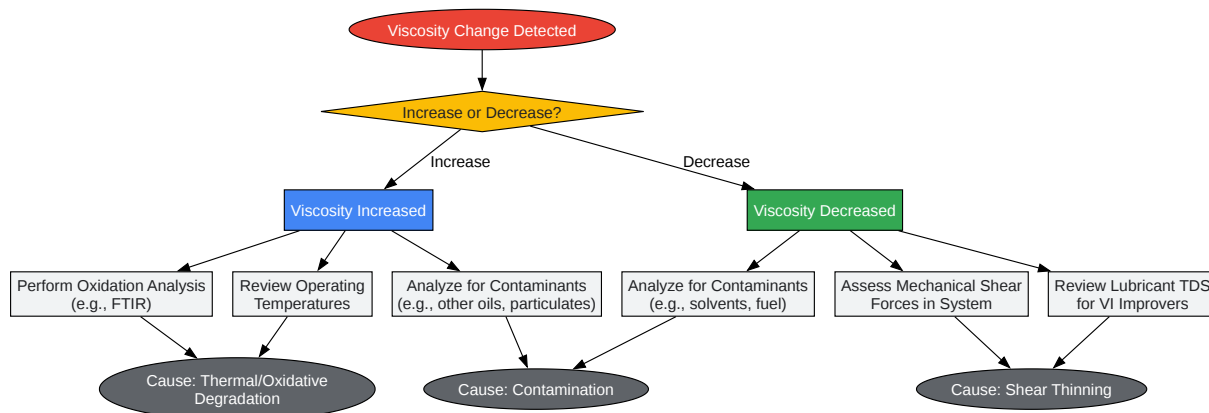 Viscosity Change Detected
Increase or Decrease?
Increase
Decrease
Viscosity Increased
Viscosity Decreased
Perform Oxidation Analysis
(e.g., FTIR)
Review Operating
Temperatures
Analyze for Contaminants
(e.g., other oils, particulates)
Analyze for Contaminants
(e.g., solvents, fuel)
Assess Mechanical Shear
Forces in System
Review Lubricant TDS
for VI Improvers
Cause: Thermal/Oxidative
Degradation
Cause: Contamination
Cause: Shear Thinning